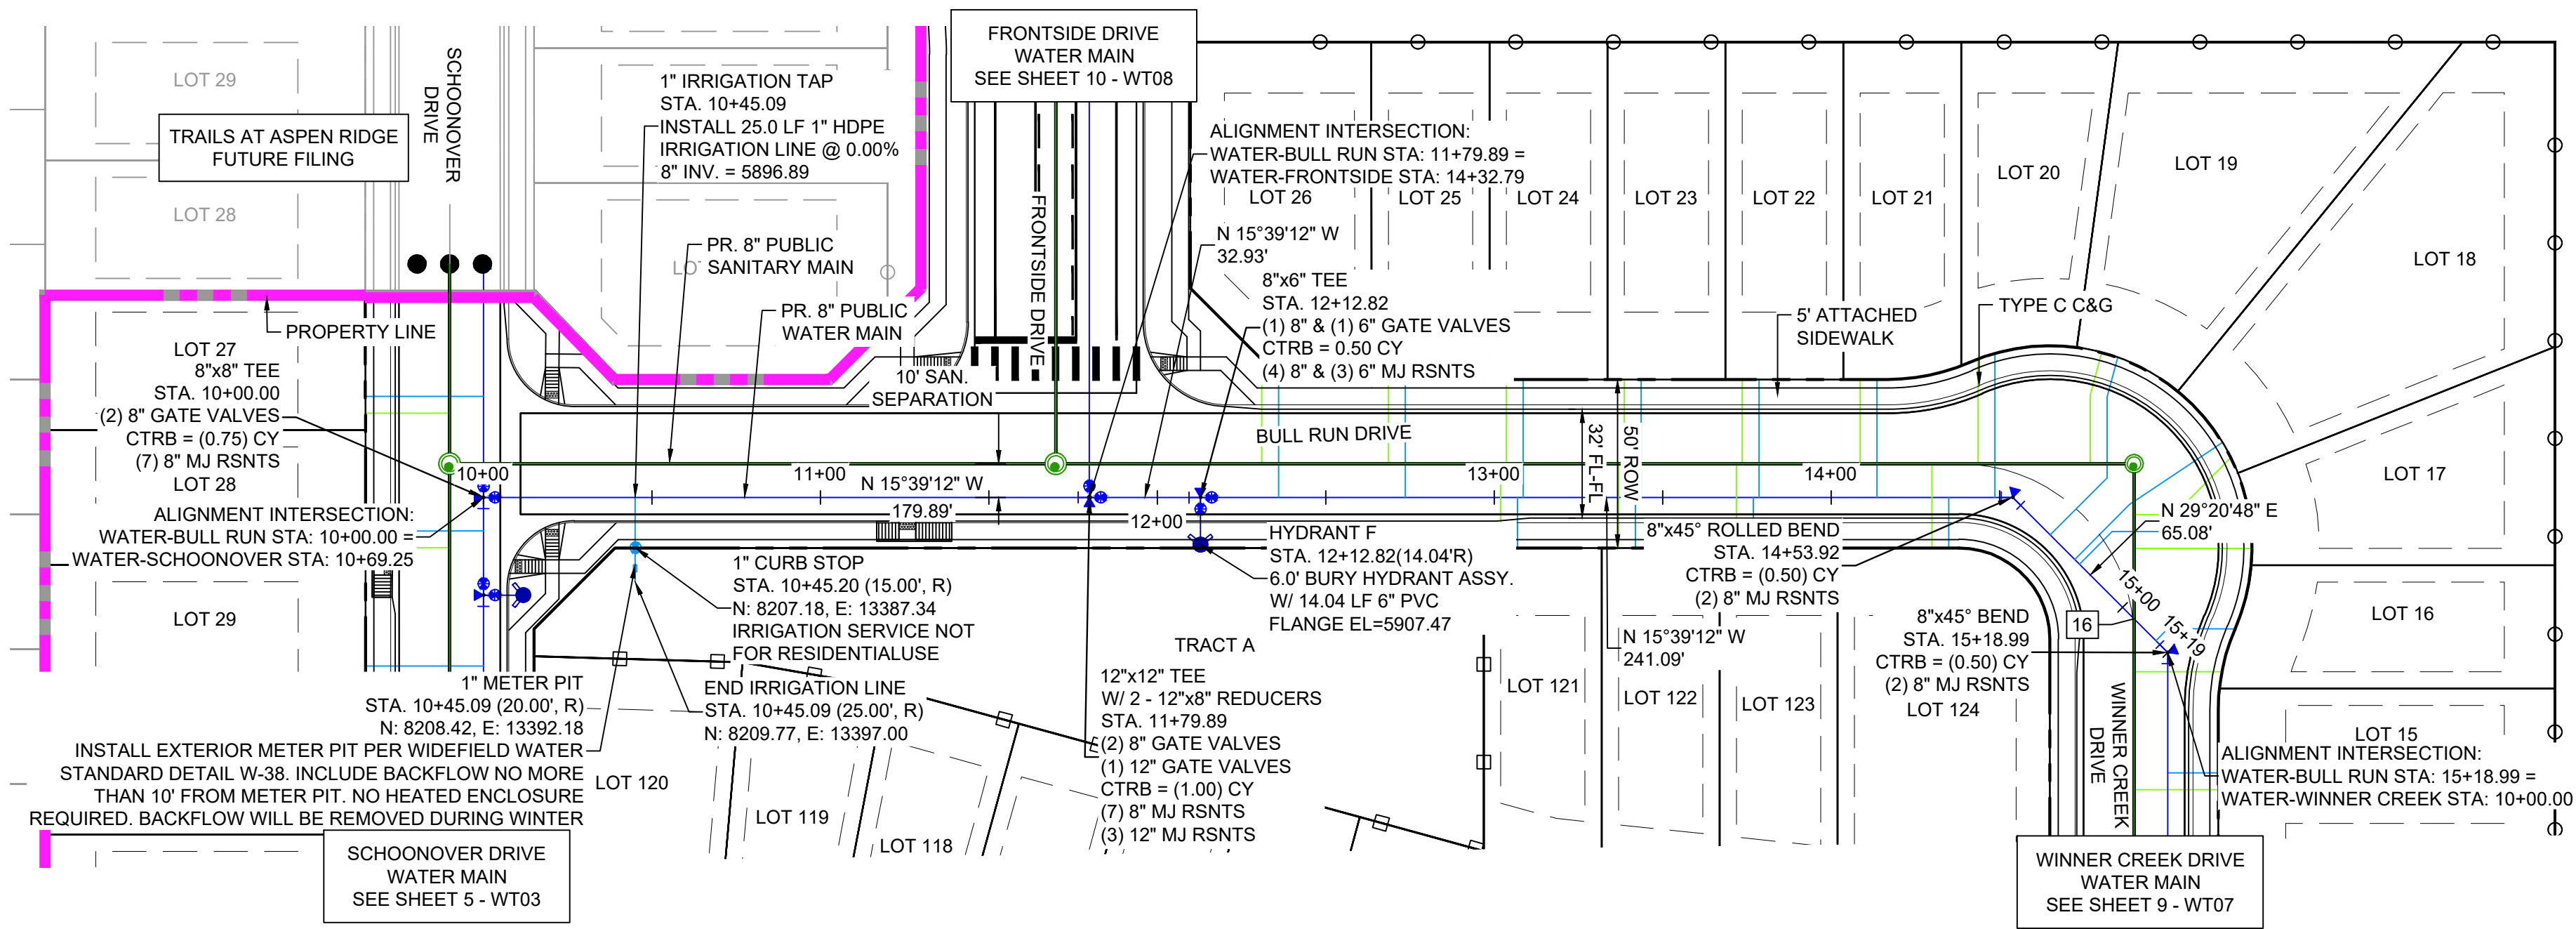 FRONTSIDE DRIVE
WATER MAIN
SEE SHEET 10 - WT08
LOT 29
TRAILS AT ASPEN RIDGE
FUTURE FILING
LOT 28
SCHOONOVER
DRIVE
1" IRRIGATION TAP
STA. 10+45.09
INSTALL 25.0 LF 1" HDPE
IRRIGATION LINE @ 0.00%
8" INV. = 5896.89
PR. 8" PUBLIC
SANITARY MAIN
LO
PR. 8" PUBLIC
WATER MAIN
FRONTSIDE DRIVE
ALIGNMENT INTERSECTION:
WATER-BULL RUN STA: 11+79.89 =
WATER-FRONTSIDE STA: 14+32.79
LOT 26
LOT 25
LOT 24
LOT 23
LOT 22
LOT 21
LOT 20
LOT 19
LOT 18
N 15°39'12" W
32.93'
8"x6" TEE
STA. 12+12.82
(1) 8" & (1) 6" GATE VALVES
CTRB = 0.50 CY
(4) 8" & (3) 6" MJ RSNTS
5' ATTACHED
SIDEWALK
TYPE C C&G
PROPERTY LINE
LOT 27
8"x8" TEE
STA. 10+00.00
(2) 8" GATE VALVES
CTRB = (0.75) CY
(7) 8" MJ RSNTS
LOT 28
ALIGNMENT INTERSECTION:
WATER-BULL RUN STA: 10+00.00 =
WATER-SCHOONOVER STA: 10+69.25
LOT 29
10' SAN.
SEPARATION
BULL RUN DRIVE
32' FL-FL
50' ROW
10+00
11+00
N 15°39'12" W
179.89'
12+00
13+00
14+00
LOT 17
N 29°20'48" E
65.08'
15+00
15+19
16
LOT 16
8"x45° ROLLED BEND
STA. 14+53.92
CTRB = (0.50) CY
(2) 8" MJ RSNTS
HYDRANT F
STA. 12+12.82(14.04'R)
6.0' BURY HYDRANT ASSY.
W/ 14.04 LF 6" PVC
FLANGE EL=5907.47
1" CURB STOP
STA. 10+45.20 (15.00', R)
N: 8207.18, E: 13387.34
IRRIGATION SERVICE NOT
FOR RESIDENTIALUSE
N 15°39'12" W
241.09'
8"x45° BEND
STA. 15+18.99
CTRB = (0.50) CY
(2) 8" MJ RSNTS
LOT 124
TRACT A
12"x12" TEE
W/ 2 - 12"x8" REDUCERS
STA. 11+79.89
(2) 8" GATE VALVES
(1) 12" GATE VALVES
CTRB = (1.00) CY
(7) 8" MJ RSNTS
(3) 12" MJ RSNTS
LOT 121
LOT 122
LOT 123
WINNER CREEK
DRIVE
LOT 15
ALIGNMENT INTERSECTION:
WATER-BULL RUN STA: 15+18.99 =
WATER-WINNER CREEK STA: 10+00.00
1" METER PIT
STA. 10+45.09 (20.00', R)
N: 8208.42, E: 13392.18
INSTALL EXTERIOR METER PIT PER WIDEFIELD WATER
STANDARD DETAIL W-38. INCLUDE BACKFLOW NO MORE
THAN 10' FROM METER PIT. NO HEATED ENCLOSURE
REQUIRED. BACKFLOW WILL BE REMOVED DURING WINTER
END IRRIGATION LINE
STA. 10+45.09 (25.00', R)
N: 8209.77, E: 13397.00
LOT 120
LOT 119
LOT 118
SCHOONOVER DRIVE
WATER MAIN
SEE SHEET 5 - WT03
WINNER CREEK DRIVE
WATER MAIN
SEE SHEET 9 - WT07